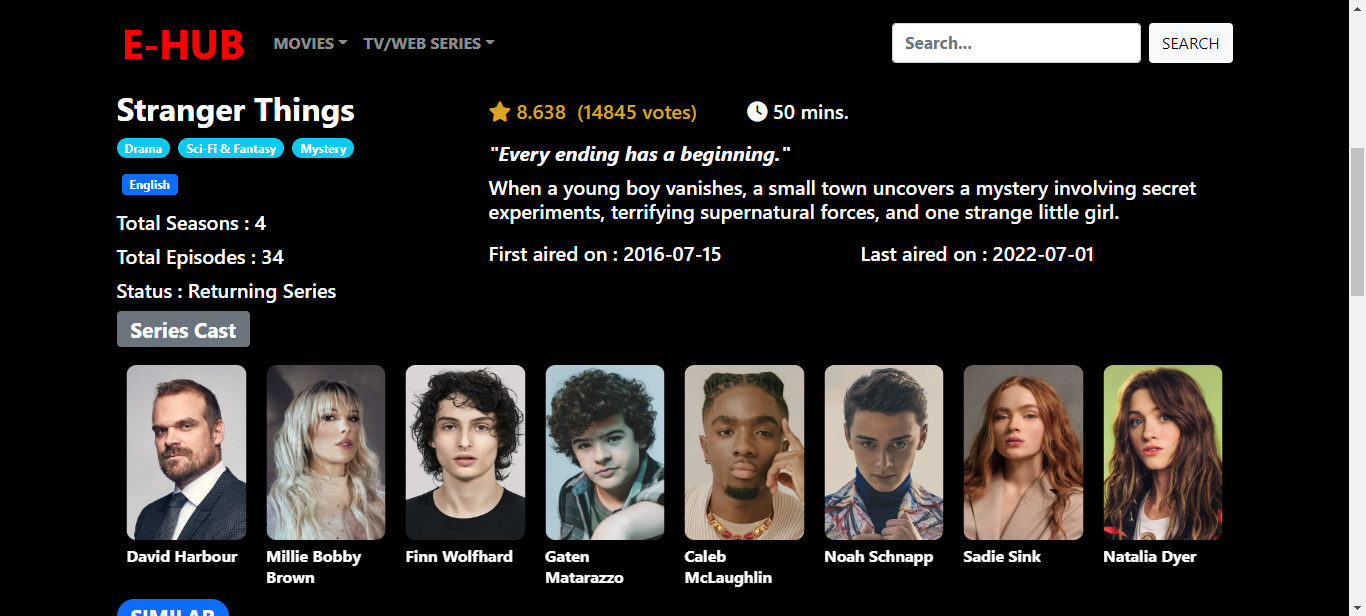 E-HUB MOVIES TV/WEB SERIES Search... SEARCH
Stranger Things
Drama Sci-Fi & Fantasy Mystery
English
Total Seasons : 4
Total Episodes : 34
Status : Returning Series
8.638 (14845 votes) 50 mins.
"Every ending has a beginning."
When a young boy vanishes, a small town uncovers a mystery involving secret
experiments, terrifying supernatural forces, and one strange little girl.
First aired on : 2016-07-15 Last aired on : 2022-07-01
Series Cast
David Harbour
Millie Bobby
Brown
Finn Wolfhard
Gaten
Matarazzo
Caleb
McLaughlin
Noah Schnapp
Sadie Sink
Natalia Dyer
SIMILAR